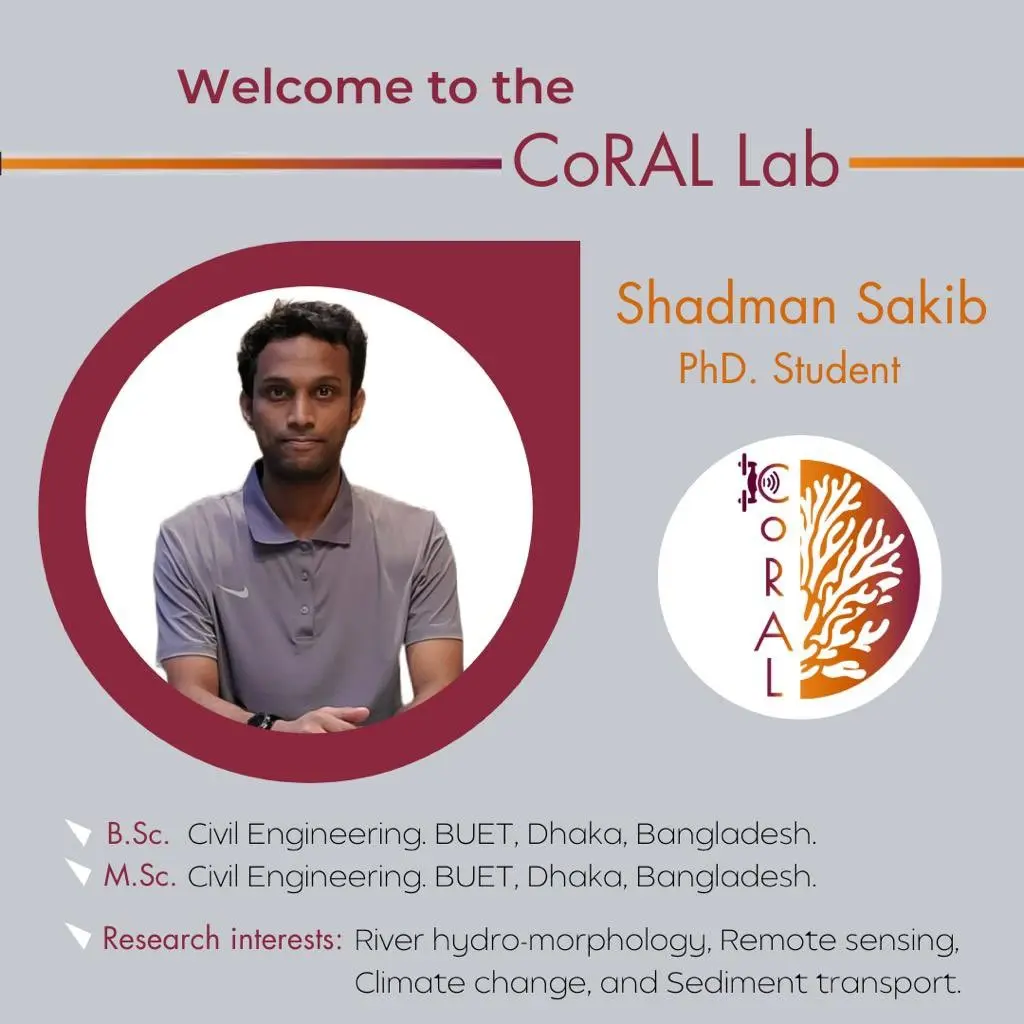 Welcome to the
CoRAL Lab
Shadman Sakib
PhD. Student
CoRAL
B.Sc. Civil Engineering. BUET, Dhaka, Bangladesh.
M.Sc. Civil Engineering. BUET, Dhaka, Bangladesh.
Research interests: River hydro-morphology, Remote sensing,
Climate change, and Sediment transport.